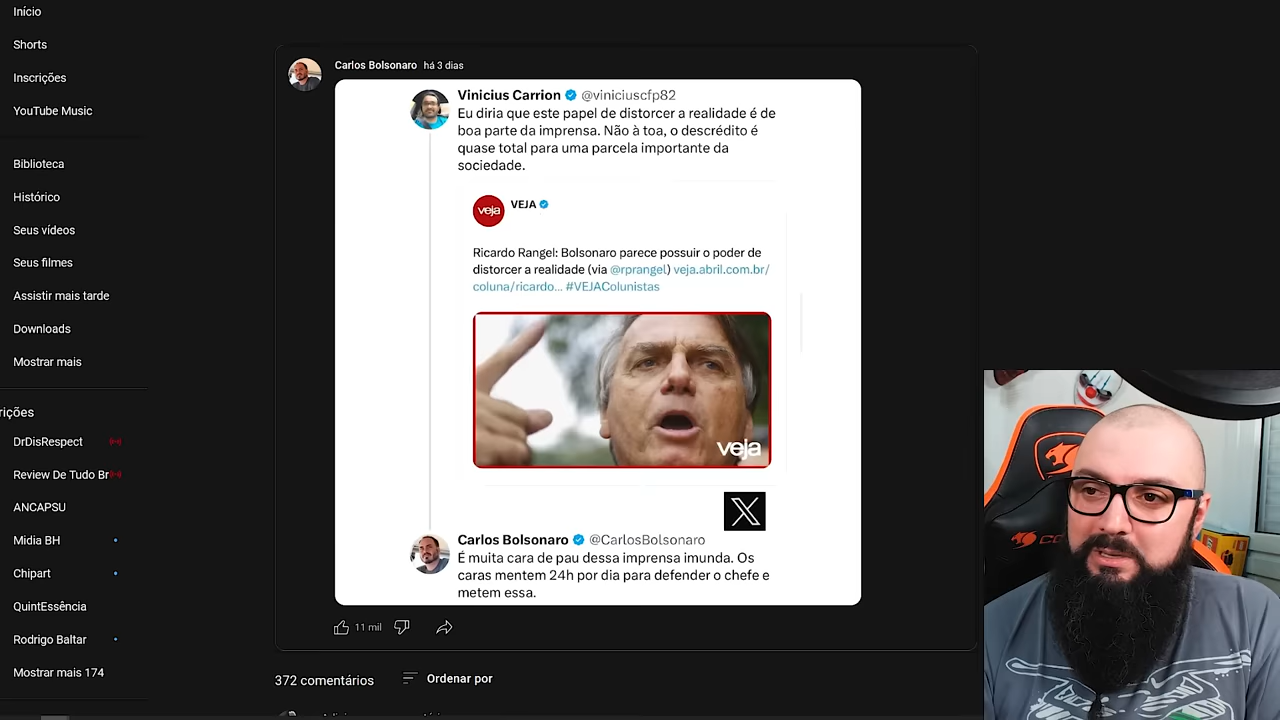 Início
Shorts
Inscrições
YouTube Music
Biblioteca
Histórico
Seus vídeos
Seus filmes
Assistir mais tarde
Downloads
Mostrar mais
rições
DrDisRespect
Review De Tudo Br
ANCAPSU
Midia BH
Chipart
QuintEssência
Rodrigo Baltar
Mostrar mais 174
Carlos Bolsonaro há 3 dias
Vinicius Carrion @viniciuscfp82
Eu diria que este papel de distorcer a realidade é de
boa parte da imprensa. Não à toa, o descrédito é
quase total para uma parcela importante da
sociedade.
veja VEJA
Ricardo Rangel: Bolsonaro parece possuir o poder de
distorcer a realidade (via @rprangel) veja.abril.com.br/
coluna/ricardo... #VEJAColunistas
veja
X
Carlos Bolsonaro @CarlosBolsonaro
É muita cara de pau dessa imprensa imunda. Os
caras mentem 24h por dia para defender o chefe e
metem essa.
11 mil
372 comentários
Ordenar por